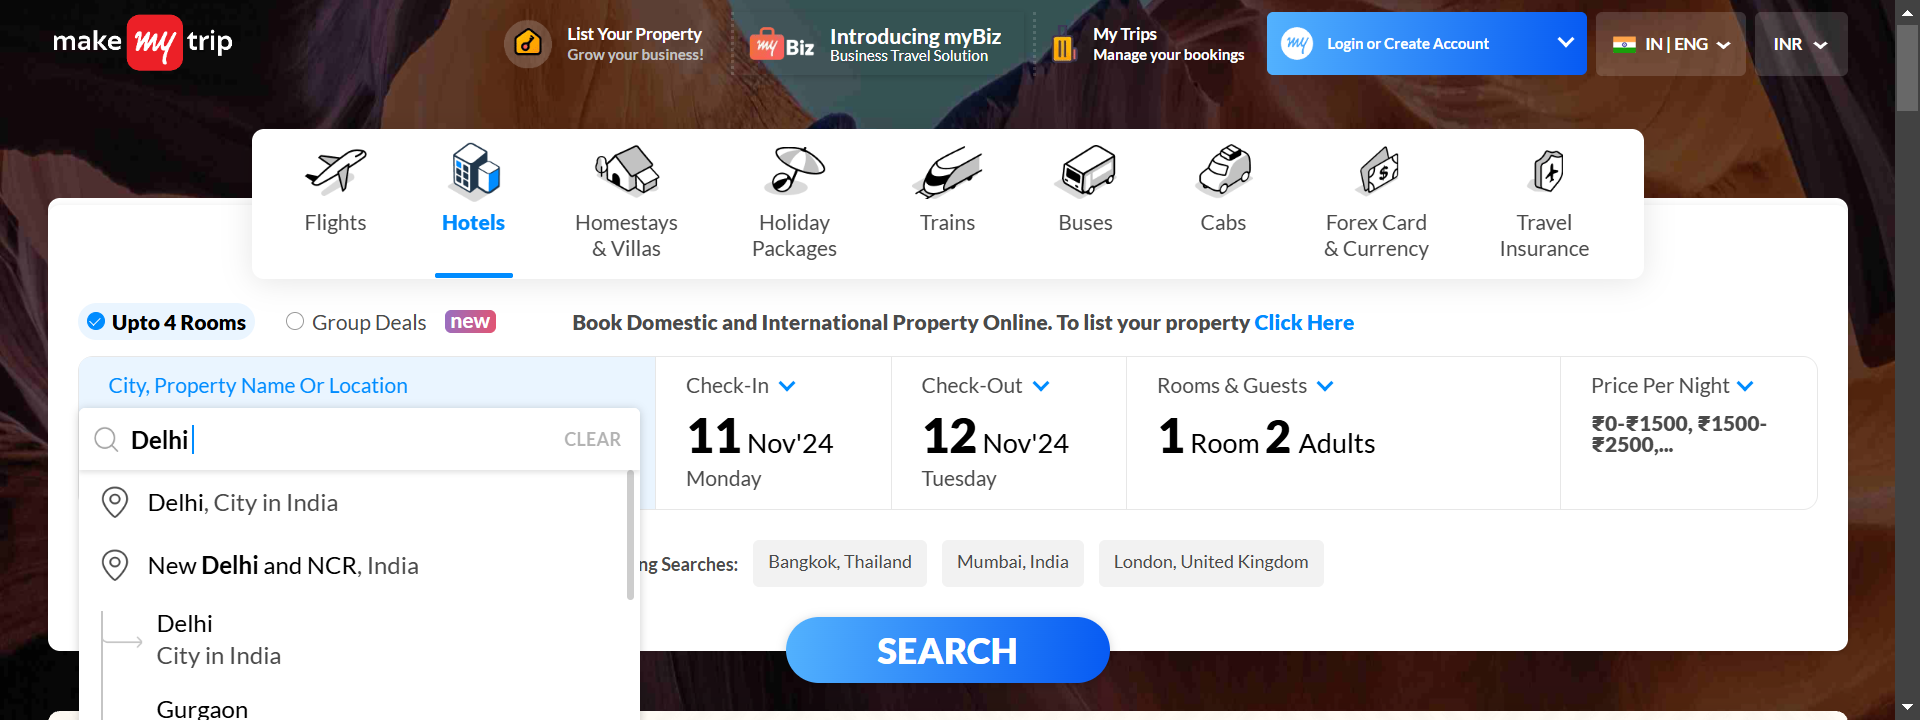 make my trip
List Your Property
Grow your business!
my Biz
Introducing myBiz
Business Travel Solution
My Trips
Manage your bookings
my
Login or Create Account
IN | ENG
INR
Flights
Hotels
Homestays
& Villas
Holiday
Packages
Trains
Buses
Cabs
Forex Card
& Currency
Travel
Insurance
Upto 4 Rooms
Group Deals
new
Book Domestic and International Property Online. To list your property Click Here
City, Property Name Or Location
Delhi
CLEAR
Delhi, City in India
New Delhi and NCR, India
Delhi
City in India
Gurgaon
Check-In
11 Nov'24
Monday
Check-Out
12 Nov'24
Tuesday
Rooms & Guests
1 Room 2 Adults
Price Per Night
₹0-₹1500, ₹1500-
₹2500,...
ng Searches:
Bangkok, Thailand
Mumbai, India
London, United Kingdom
SEARCH